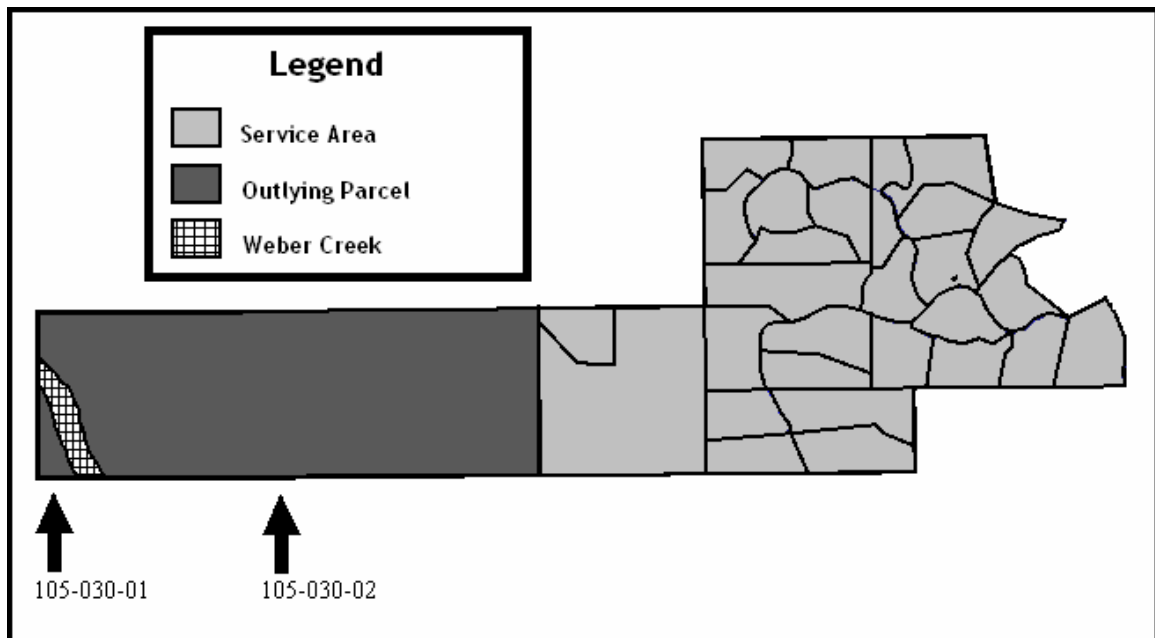 Legend
Service Area
Outlying Parcel
Weber Creek
105-030-01
105-030-02